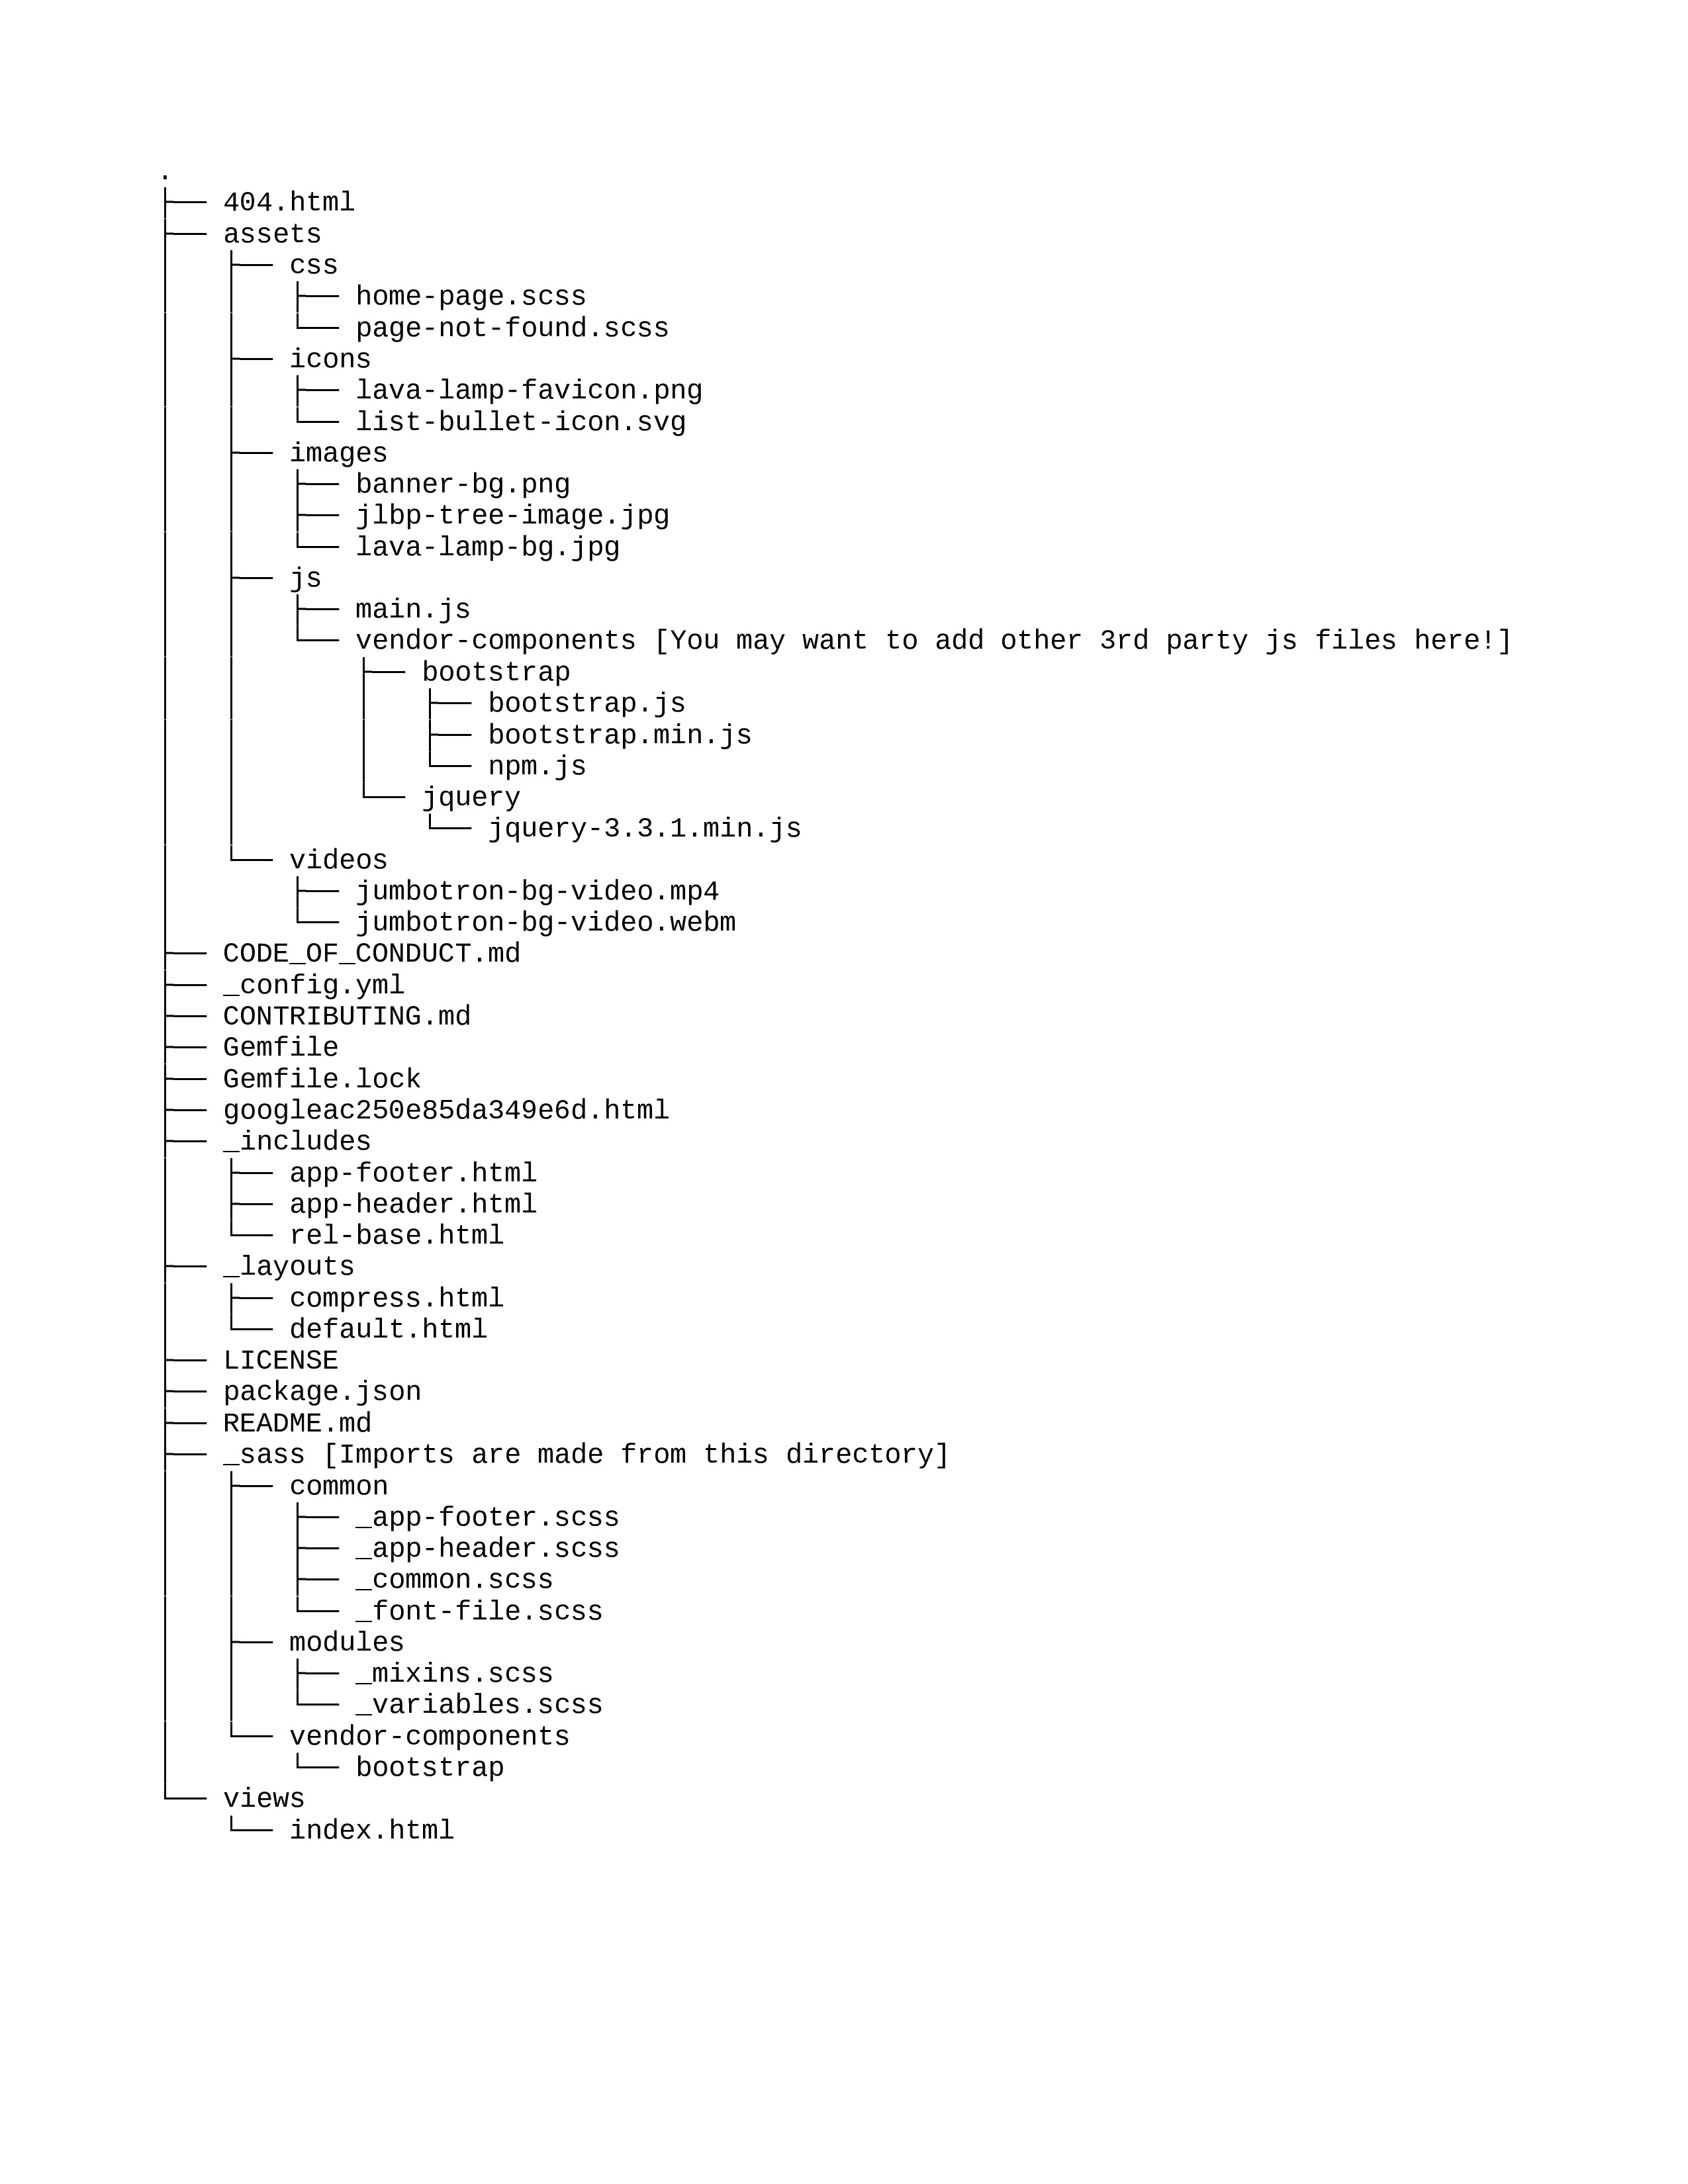 .
├── 404.html
├── assets
│   ├── css
│   │   ├── home-page.scss
│   │   └── page-not-found.scss
│   ├── icons
│   │   ├── lava-lamp-favicon.png
│   │   └── list-bullet-icon.svg
│   ├── images
│   │   ├── banner-bg.png
│   │   ├── jlbp-tree-image.jpg
│   │   └── lava-lamp-bg.jpg
│   ├── js
│   │   ├── main.js
│   │   └── vendor-components [You may want to add other 3rd party js files here!]
│   │       ├── bootstrap
│   │       │   ├── bootstrap.js
│   │       │   ├── bootstrap.min.js
│   │       │   └── npm.js
│   │       └── jquery
│   │           └── jquery-3.3.1.min.js
│   └── videos
│       ├── jumbotron-bg-video.mp4
│       └── jumbotron-bg-video.webm
├── CODE_OF_CONDUCT.md
├── _config.yml
├── CONTRIBUTING.md
├── Gemfile
├── Gemfile.lock
├── googleac250e85da349e6d.html
├── _includes
│   ├── app-footer.html
│   ├── app-header.html
│   └── rel-base.html
├── _layouts
│   ├── compress.html
│   └── default.html
├── LICENSE
├── package.json
├── README.md
├── _sass [Imports are made from this directory]
│   ├── common
│   │   ├── _app-footer.scss
│   │   ├── _app-header.scss
│   │   ├── _common.scss
│   │   └── _font-file.scss
│   ├── modules
│   │   ├── _mixins.scss
│   │   └── _variables.scss
│   └── vendor-components
│       └── bootstrap
└── views
    └── index.html